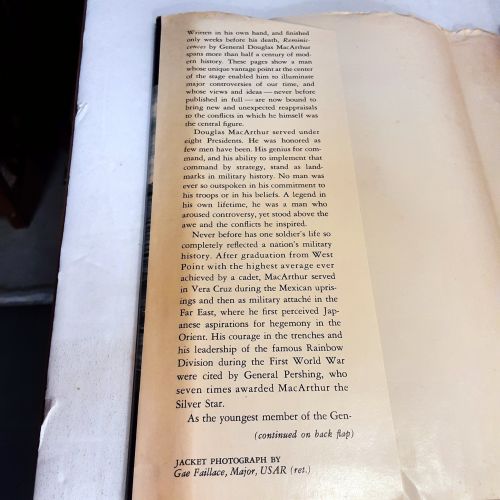 Written in his own hand, and finished
only weeks before his death, Reminis-
cences by General Douglas MacArthur
spans more than half a century of mod-
ern history. These pages show a man
whose unique vantage point at the center
of the stage enabled him to illuminate
major controversies of our time, and
whose views and ideas — never before
published in full — are now bound to
bring new and unexpected reappraisals
to the conflicts in which he himself was
the central figure.
Douglas MacArthur served under
eight Presidents. He was honored as
few men have been. His genius for com-
mand, and his ability to implement that
command by strategy, stand as land-
marks in military history. No man was
ever so outspoken in his commitment to
his troops or in his beliefs. A legend in
his own lifetime, he was a man who
aroused controversy, yet stood above the
awe and the conflicts he inspired.
Never before has one soldier's life so
completely reflected a nation's military
history. After graduation from West
Point with the highest average ever
achieved by a cadet, MacArthur served
in Vera Cruz during the Mexican upris-
ings and then as military attaché in the
Far East, where he first perceived Jap-
anese aspirations for hegemony in the
Orient. His courage in the trenches and
his leadership of the famous Rainbow
Division during the First World War
were cited by General Pershing, who
seven times awarded MacArthur the
Silver Star.
As the youngest member of the Gen-
(continued on back flap)
JACKET PHOTOGRAPH BY
Gae Faillace, Major, USAR (ret.)